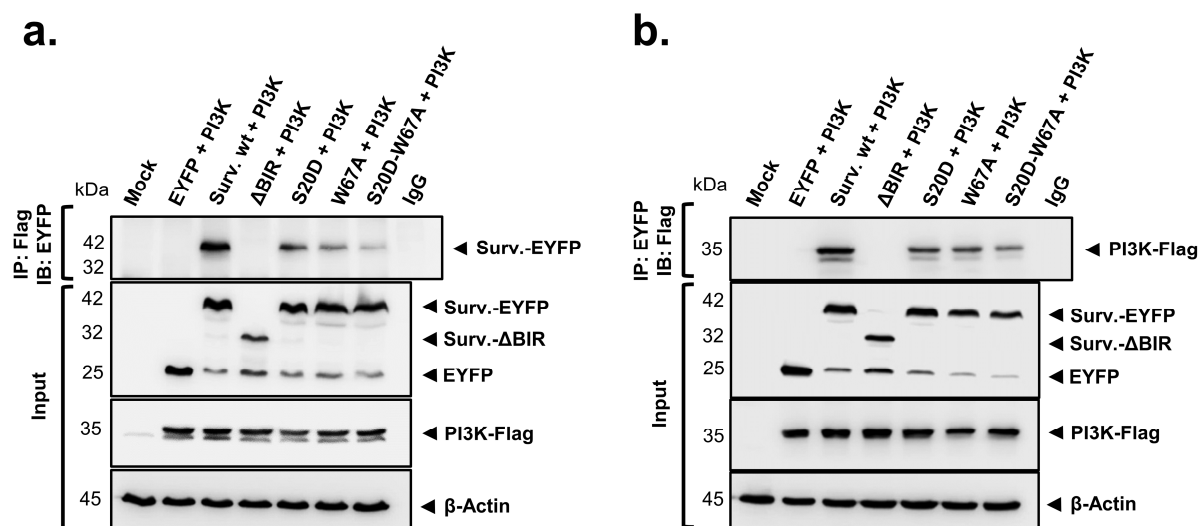 a.
Mock
EYFP + PI3K
Surv. wt + PI3K
ΔBIR + PI3K
S20D + PI3K
W67A + PI3K
S20D-W67A + PI3K
IgG
kDa
IP: Flag
IB: EYFP
42
32
Surv.-EYFP
Input
42
32
25
Surv.-EYFP
Surv.-ΔBIR
EYFP
35
PI3K-Flag
45
β-Actin
b.
Mock
EYFP + PI3K
Surv. wt + PI3K
ΔBIR + PI3K
S20D + PI3K
W67A + PI3K
S20D-W67A + PI3K
IgG
kDa
IP: EYFP
IB: Flag
35
PI3K-Flag
Input
42
32
25
Surv.-EYFP
Surv.-ΔBIR
EYFP
35
PI3K-Flag
45
β-Actin